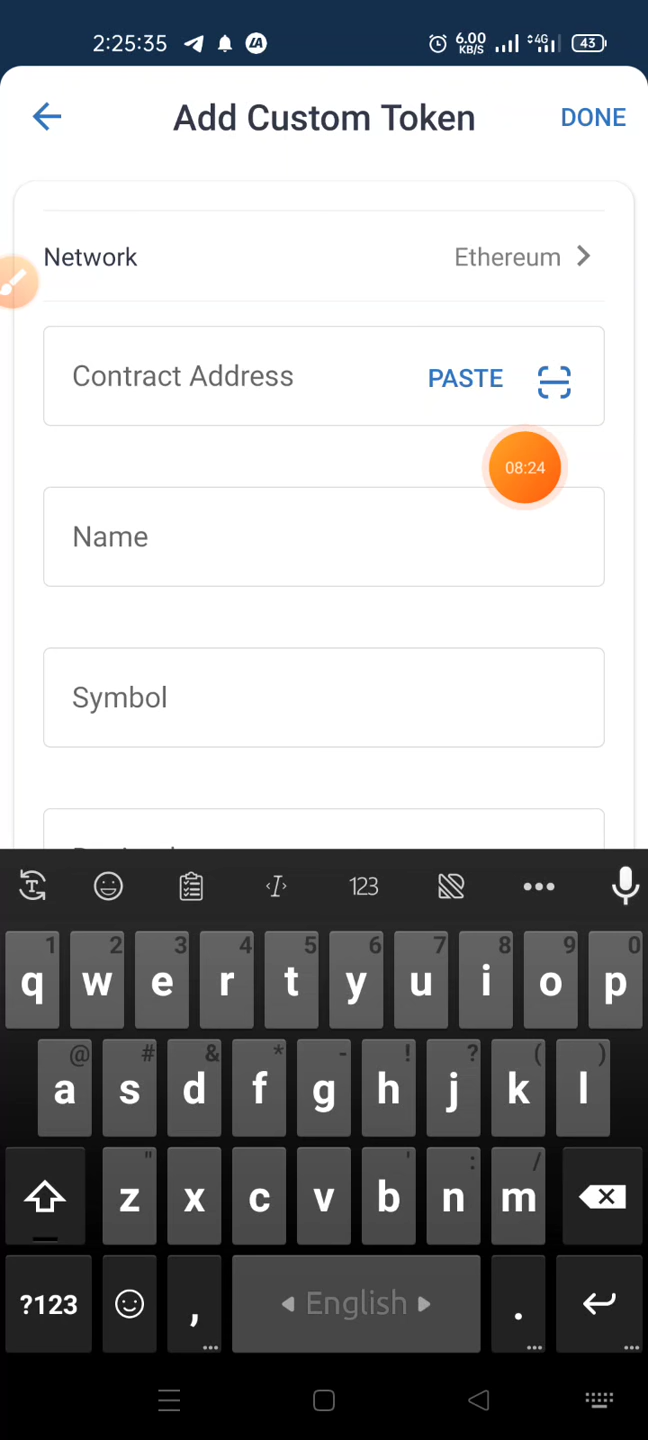 2:25:35 LA 6.00 KB/S 4G 43
Add Custom Token DONE
Network Ethereum
Contract Address PASTE
08:24
Name
Symbol
T 123
1 2 3 4 5 6 7 8 9 0
q w e r t y u i o p
@ # & * - ! ? ( )
a s d f g h j k l
" ' : /
z x c v b n m
?123 , English .